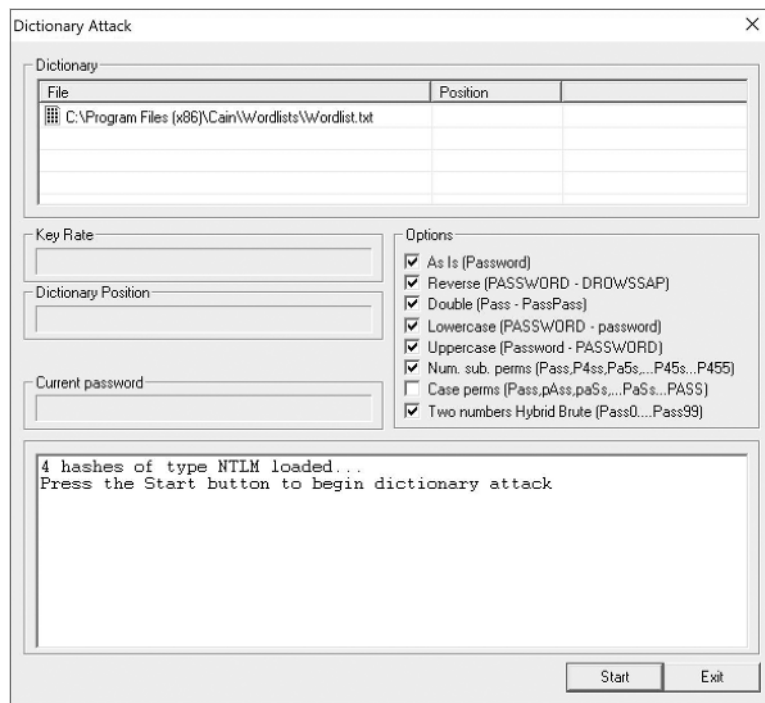 Dictionary Attack
Dictionary
File Position
C:\Program Files (x86)\Cain\Wordlists\Wordlist.txt
Key Rate
Dictionary Position
Current password
Options
As Is (Password)
Reverse (PASSWORD - DROWSSAP)
Double (Pass - PassPass)
Lowercase (PASSWORD - password)
Uppercase (Password - PASSWORD)
Num. sub. perms (Pass,P4ss,Pa5s,...P45s...P455)
Case perms (Pass,pAss,paSs,...PaSs...PASS)
Two numbers Hybrid Brute (Pass0....Pass99)
4 hashes of type NTLM loaded...
Press the Start button to begin dictionary attack
Start Exit